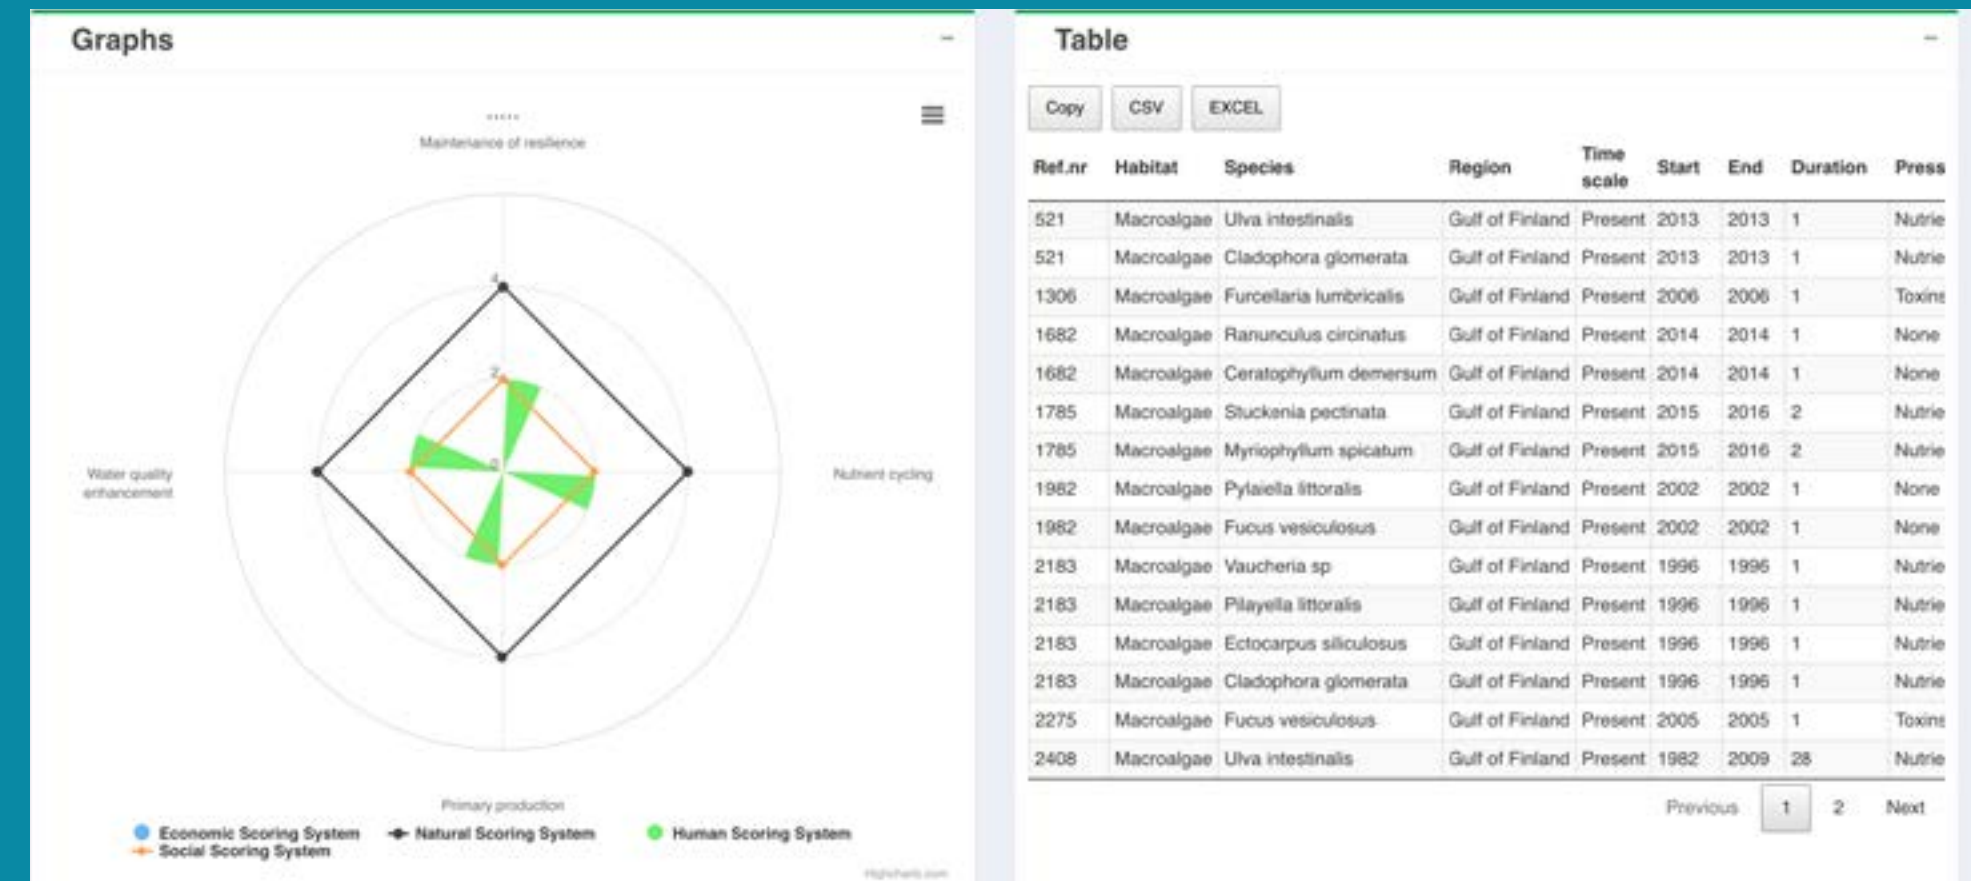 Graphs
Maintenance of resilience
4
2
0
Water quality
enhancement
Nutrient cycling
Primary production
Economic Scoring System
Natural Scoring System
Human Scoring System
Social Scoring System
Highcharts.com
Table
Copy CSV EXCEL
Ref.nr Habitat Species Region Time scale Start End Duration Press
521 Macroalgae Ulva intestinalis Gulf of Finland Present 2013 2013 1 Nutrie
521 Macroalgae Cladophora glomerata Gulf of Finland Present 2013 2013 1 Nutrie
1306 Macroalgae Furcellaria lumbricalis Gulf of Finland Present 2006 2006 1 Toxins
1682 Macroalgae Ranunculus circinatus Gulf of Finland Present 2014 2014 1 None
1682 Macroalgae Ceratophyllum demersum Gulf of Finland Present 2014 2014 1 None
1785 Macroalgae Stuckenia pectinata Gulf of Finland Present 2015 2016 2 Nutrie
1785 Macroalgae Myriophyllum spicatum Gulf of Finland Present 2015 2016 2 Nutrie
1982 Macroalgae Pylaiella littoralis Gulf of Finland Present 2002 2002 1 None
1982 Macroalgae Fucus vesiculosus Gulf of Finland Present 2002 2002 1 None
2183 Macroalgae Vaucheria sp Gulf of Finland Present 1996 1996 1 Nutrie
2183 Macroalgae Pilayella littoralis Gulf of Finland Present 1996 1996 1 Nutrie
2183 Macroalgae Ectocarpus siliculosus Gulf of Finland Present 1996 1996 1 Nutrie
2183 Macroalgae Cladophora glomerata Gulf of Finland Present 1996 1996 1 Nutrie
2275 Macroalgae Fucus vesiculosus Gulf of Finland Present 2005 2005 1 Toxins
2408 Macroalgae Ulva intestinalis Gulf of Finland Present 1982 2009 28 Nutrie
Previous 1 2 Next